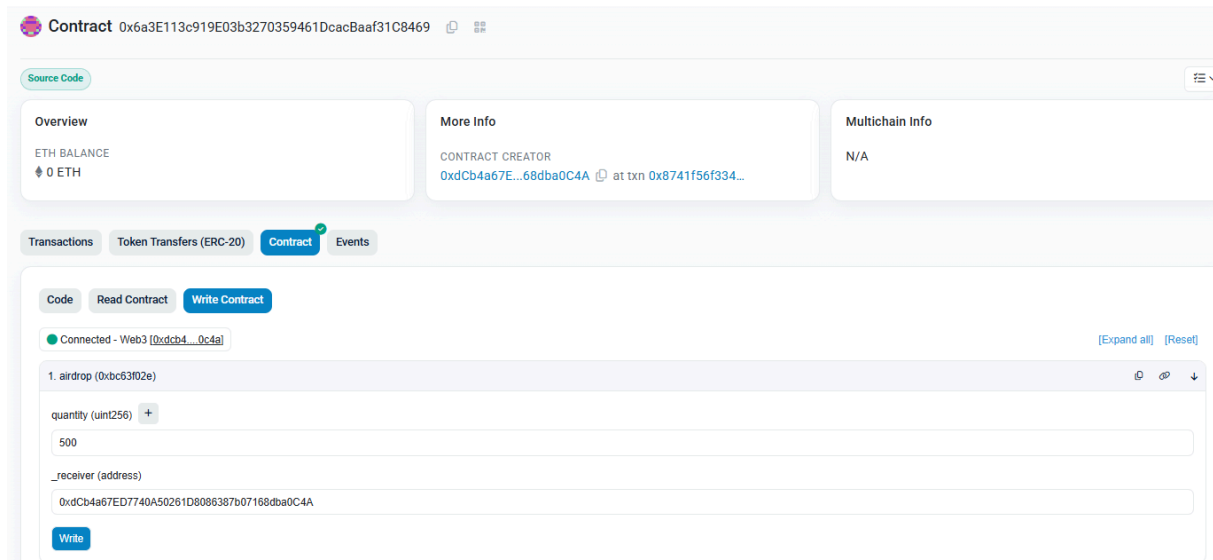 Contract 0x6a3E113c919E03b3270359461DcacBaaf31C8469
Source Code
Overview
ETH BALANCE
0 ETH
More Info
CONTRACT CREATOR
0xdCb4a67E...68dba0C4A at txn 0x8741f56f334...
Multichain Info
N/A
Transactions Token Transfers (ERC-20) Contract Events
Code Read Contract Write Contract
Connected - Web3 [0xdcb4....0c4a] [Expand all] [Reset]
1. airdrop (0xbc63f02e)
quantity (uint256) +
500
_receiver (address)
0xdCb4a67ED7740A50261D8086387b07168dba0C4A
Write